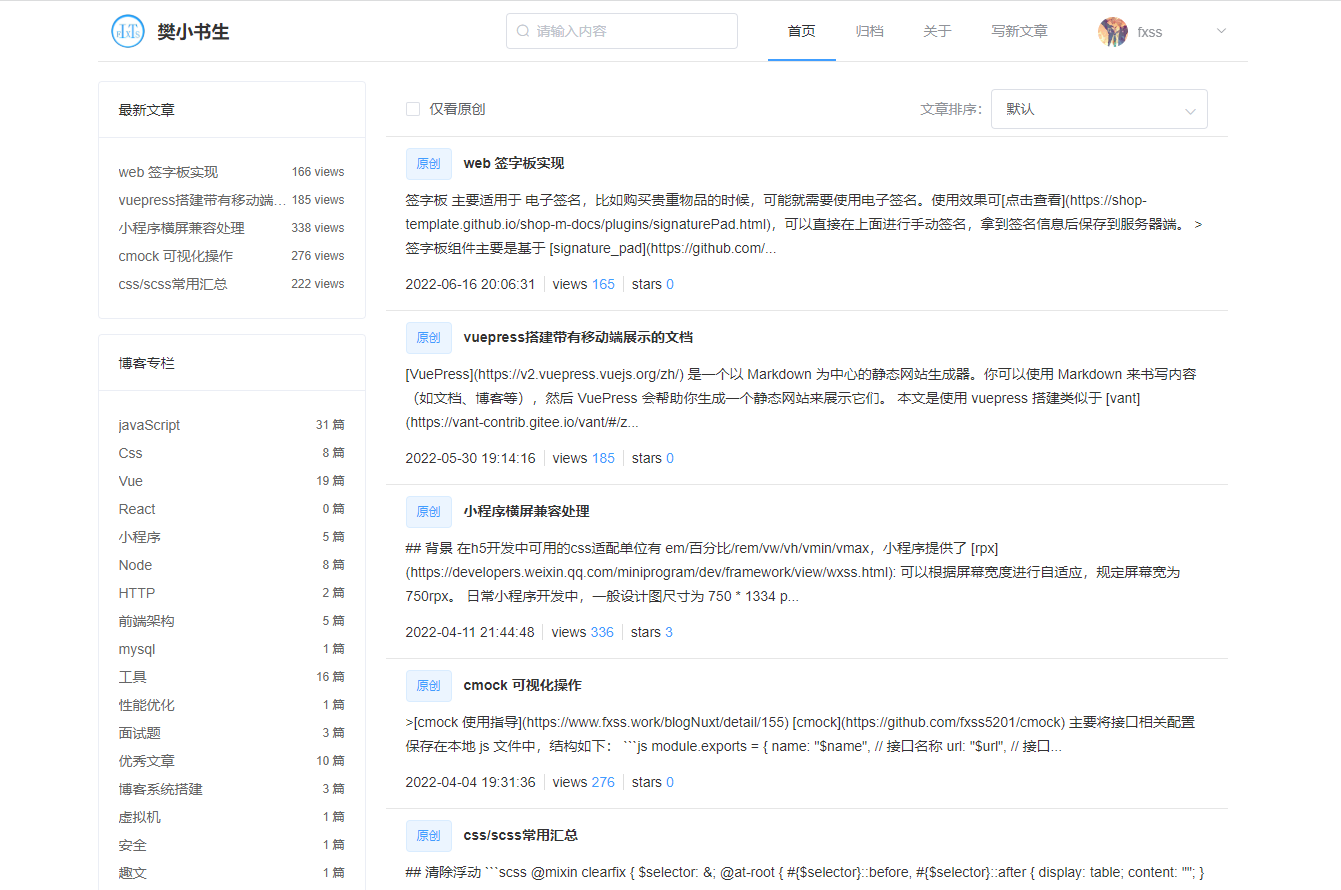 樊小书生
请输入内容
首页
归档
关于
写新文章
fxss
最新文章
web 签字板实现 166 views
vuepress搭建带有移动端... 185 views
小程序横屏兼容处理 338 views
cmock 可视化操作 276 views
css/scss常用汇总 222 views
博客专栏
javaScript 31 篇
Css 8 篇
Vue 19 篇
React 0 篇
小程序 5 篇
Node 8 篇
HTTP 2 篇
前端架构 5 篇
mysql 1 篇
工具 16 篇
性能优化 1 篇
面试题 3 篇
优秀文章 10 篇
博客系统搭建 3 篇
虚拟机 1 篇
安全 1 篇
趣文 1 篇
仅看原创
文章排序: 默认
原创 web 签字板实现
签字板 主要适用于 电子签名，比如购买贵重物品的时候，可能就需要使用电子签名。使用效果可[点击查看](https://shop-
template.github.io/shop-m-docs/plugins/signaturePad.html)，可以直接在上面进行手动签名，拿到签名信息后保存到服务器端。 >
签字板组件主要是基于 [signature_pad](https://github.com/...
2022-06-16 20:06:31 views 165 stars 0
原创 vuepress搭建带有移动端展示的文档
[VuePress](https://v2.vuepress.vuejs.org/zh/) 是一个以 Markdown 为中心的静态网站生成器。你可以使用 Markdown 来书写内容
（如文档、博客等），然后 VuePress 会帮助你生成一个静态网站来展示它们。 本文是使用 vuepress 搭建类似于 [vant]
(https://vant-contrib.gitee.io/vant/#/z...
2022-05-30 19:14:16 views 185 stars 0
原创 小程序横屏兼容处理
## 背景 在h5开发中可用的css适配单位有 em/百分比/rem/vw/vh/vmin/vmax，小程序提供了 [rpx]
(https://developers.weixin.qq.com/miniprogram/dev/framework/view/wxss.html): 可以根据屏幕宽度进行自适应，规定屏幕宽为
750rpx。 日常小程序开发中，一般设计图尺寸为 750 * 1334 p...
2022-04-11 21:44:48 views 336 stars 3
原创 cmock 可视化操作
>[cmock 使用指导](https://www.fxss.work/blogNuxt/detail/155) [cmock](https://github.com/fxss5201/cmock) 主要将接口相关配置
保存在本地 js 文件中，结构如下： ```js module.exports = { name: "$name", // 接口名称 url: "$url", // 接口...
2022-04-04 19:31:36 views 276 stars 0
原创 css/scss常用汇总
## 清除浮动 ```scss @mixin clearfix { $selector: &; @at-root { #{$selector}::before, #{$selector}::after { display: table; content: ""; }